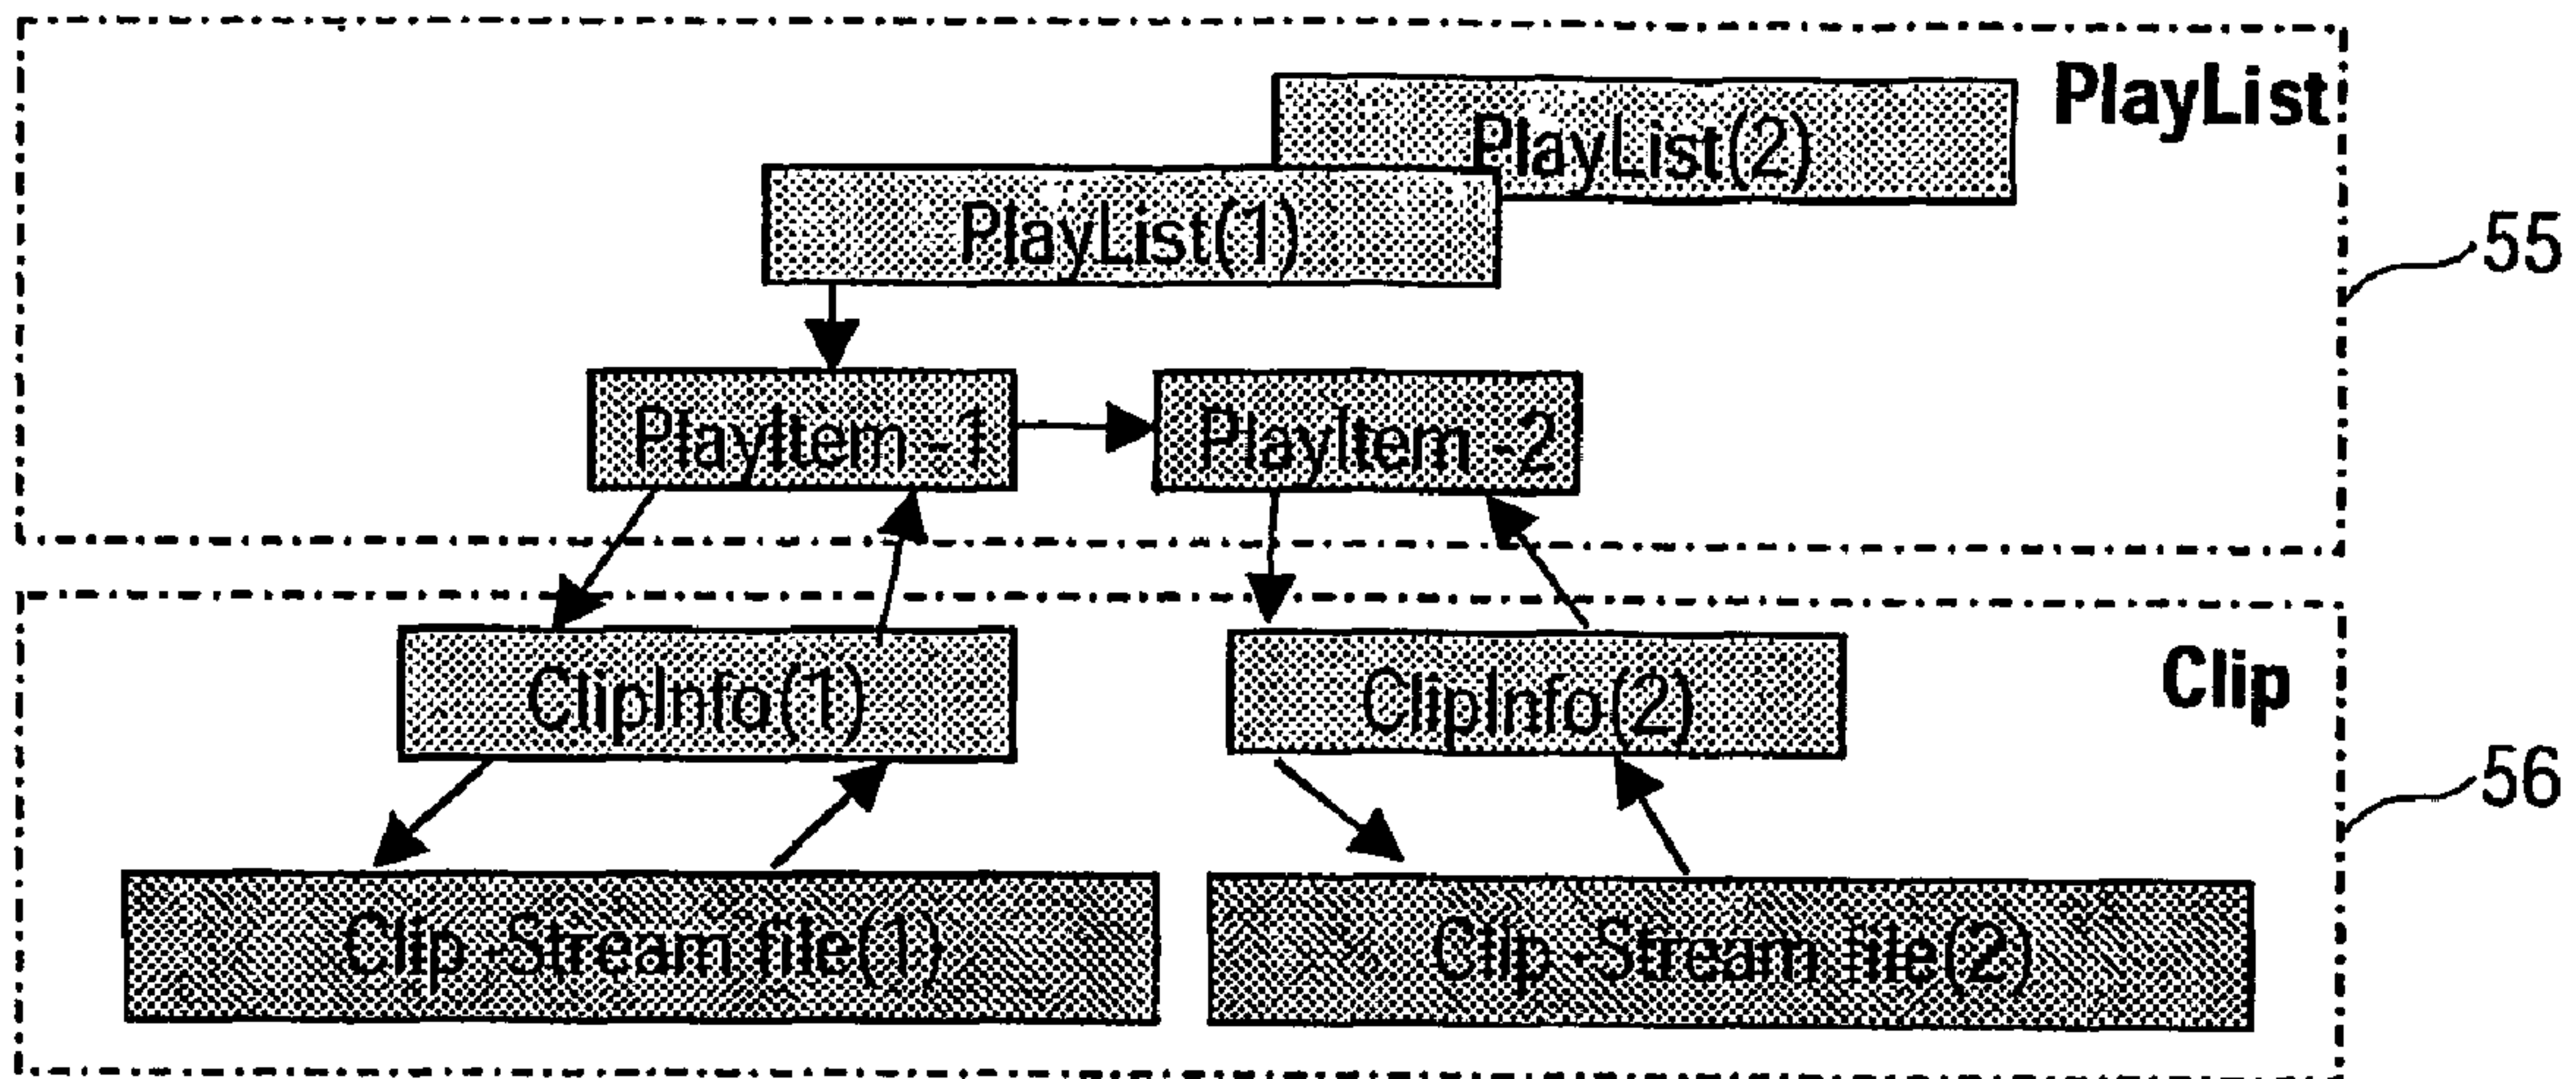 PlayList
PlayList(2)
PlayList(1)
55
PlayItem -1
PlayItem -2
Clip
ClipInfo(1)
ClipInfo(2)
56
Clip -Stream file(1)
Clip -Stream file(2)